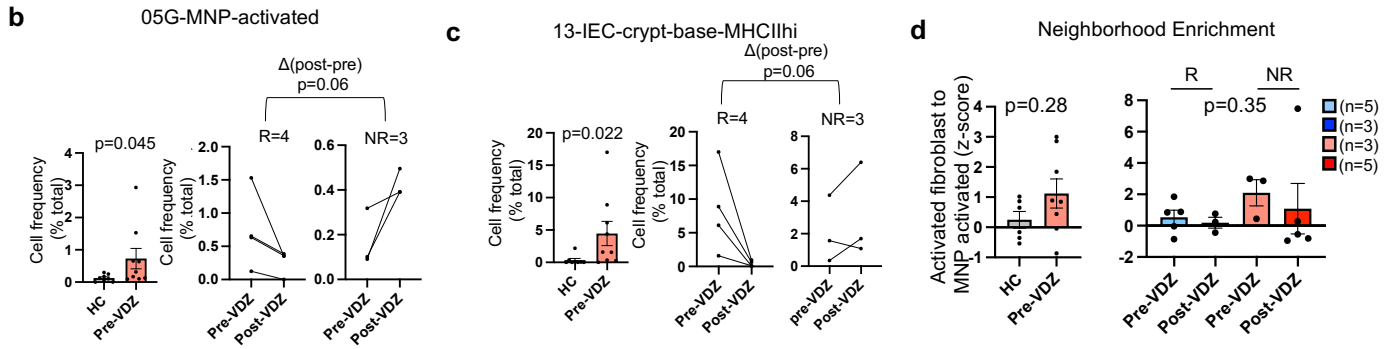 b
05G-MNP-activated
Δ(post-pre)
p=0.06
p=0.045
R=4
NR=3
Cell frequency
(% total)
4
3
2
1
0
HC
Pre-VDZ
Cell frequency
(% total)
2.0
1.5
1.0
0.5
0.0
Pre-VDZ
Post-VDZ
0.6
0.4
0.2
0.0
Pre-VDZ
Post-VDZ
c
13-IEC-crypt-base-MHCIIhi
Δ(post-pre)
p=0.06
p=0.022
R=4
NR=3
Cell frequency
(% total)
20
15
10
5
0
HC
Pre-VDZ
Cell frequency
(% total)
20
15
10
5
0
Pre-VDZ
Post-VDZ
8
6
4
2
0
pre-VDZ
Post-VDZ
d
Neighborhood Enrichment
Activated fibroblast to
MNP activated (z-score)
p=0.28
4
3
2
1
0
-1
HC
Pre-VDZ
R
NR
p=0.35
8
6
4
2
0
-2
Pre-VDZ
Post-VDZ
Pre-VDZ
Post-VDZ
(n=5)
(n=3)
(n=3)
(n=5)